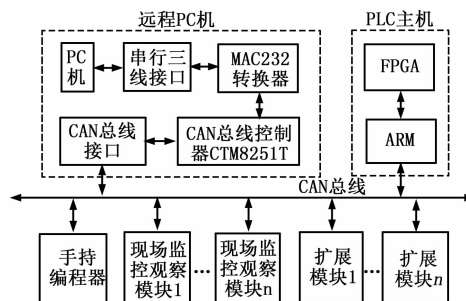 远程PC机
PLC主机
PC
机
串行三
线接口
MAC232
转换器
FPGA
CAN总线
接口
CAN总线控制
器CTM8251T
ARM
CAN总线
手持
编程器
现场监
控观察
模块1
…
现场监
控观察
模块n
扩展
模块1
…
扩展
模块n